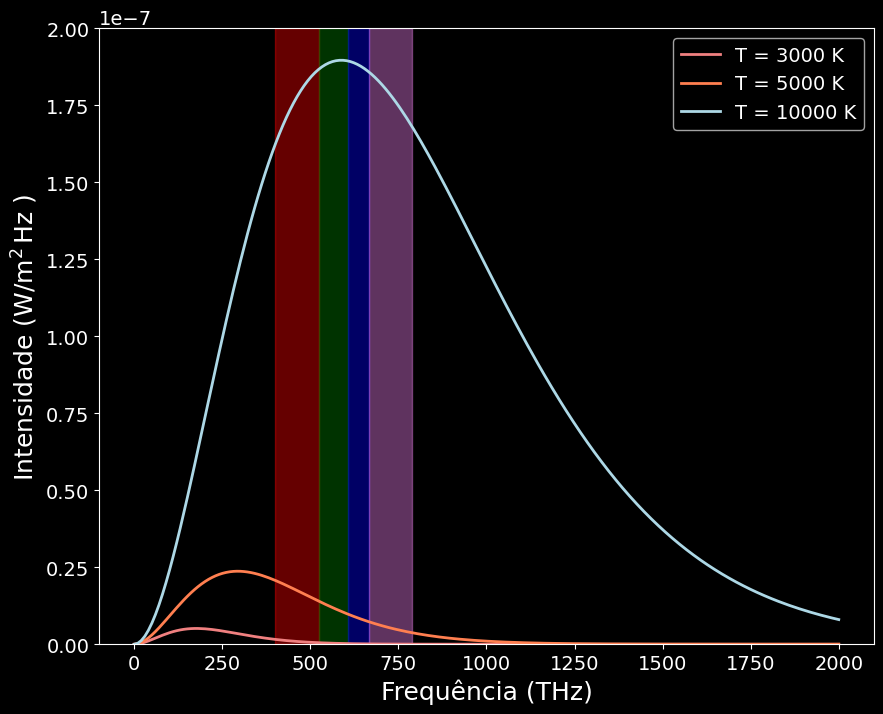 1e−7
2.00
1.75
1.50
1.25
1.00
0.75
0.50
0.25
0.00
Intensidade (W/m² Hz )
T = 3000 K
T = 5000 K
T = 10000 K
0 250 500 750 1000 1250 1500 1750 2000
Frequência (THz)